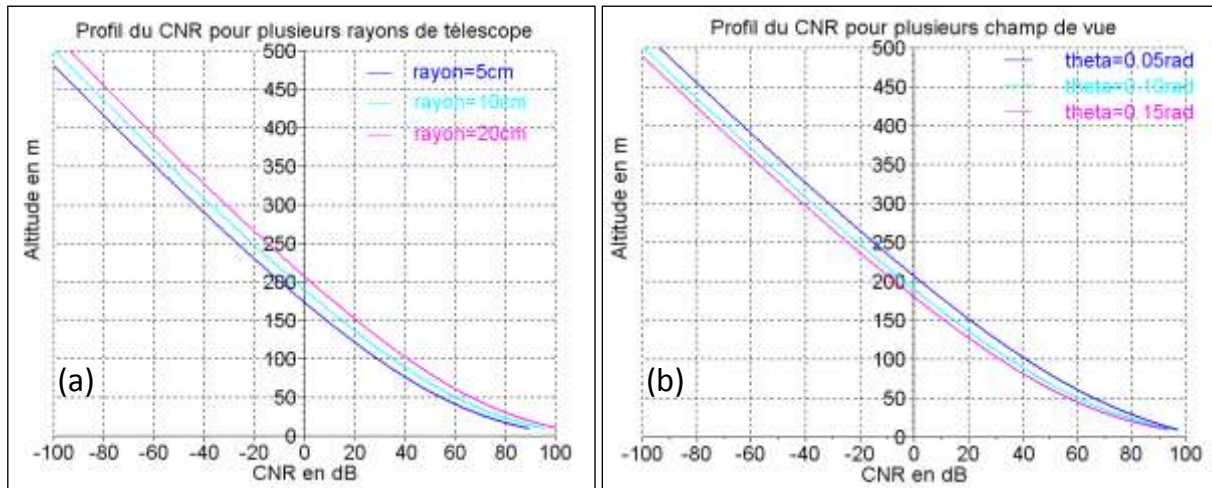 Profil du CNR pour plusieurs rayons de télescope
500
450
400
350
300
250
200
150
100
50
0
rayon=5cm
rayon=10cm
rayon=20cm
Altitude en m
(a)
-100 -80 -60 -40 -20 0 20 40 60 80 100
CNR en dB
Profil du CNR pour plusieurs champ de vue
500
450
400
350
300
250
200
150
100
50
0
theta=0.05rad
theta=0.10rad
theta=0.15rad
Altitude en m
(b)
-100 -80 -60 -40 -20 0 20 40 60 80 100
CNR en dB